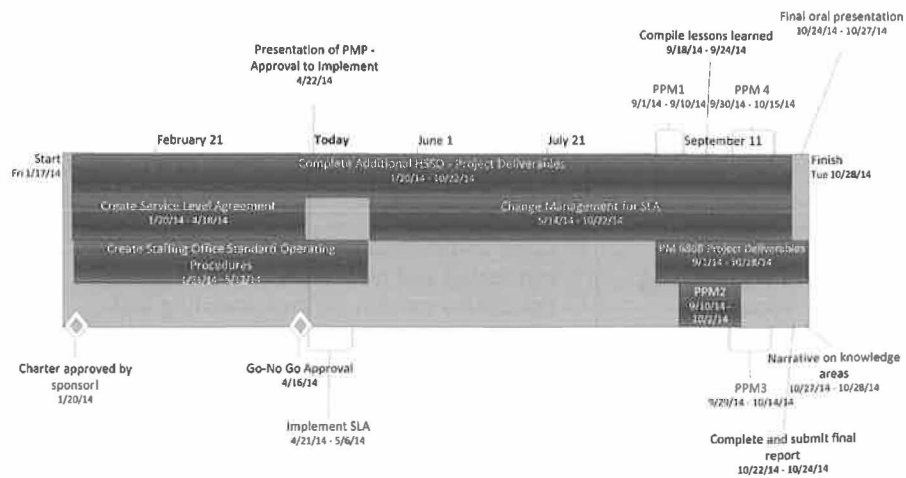 Final oral presentation
10/24/14 - 10/27/14
Compile lessons learned
9/18/14 - 9/24/14
Presentation of PMP -
Approval to Implement
4/22/14
PPM1
9/1/14 - 9/10/14
PPM 4
9/30/14 - 10/15/14
February 21
Today
June 1
July 21
September 11
Start
Fri 1/17/14
Finish
Tue 10/28/14
Complete Additional HSSO - Project Deliverables
1/20/14 - 10/22/14
Create Service Level Agreement
1/20/14 - 4/18/14
Change Management for SLA
5/14/14 - 10/22/14
Create Staffing Office Standard Operating
Procedures
PM Project Deliverables
9/1/14 - 10/28/14
PPM2
9/10/14 -
10/2/14
Charter approved by
sponsor
1/20/14
Go-No Go Approval
4/16/14
Implement SLA
4/21/14 - 5/6/14
PPM3
9/29/14 - 10/14/14
Narrative on knowledge
areas
10/27/14 - 10/28/14
Complete and submit final
report
10/22/14 - 10/24/14